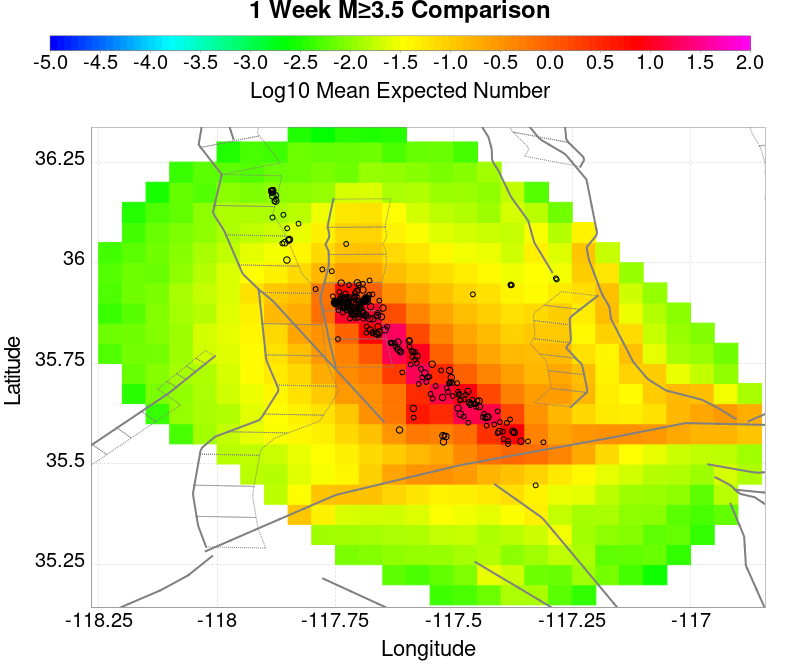 1 Week M≥3.5 Comparison
-5.0 -4.5 -4.0 -3.5 -3.0 -2.5 -2.0 -1.5 -1.0 -0.5 0.0 0.5 1.0 1.5 2.0
Log10 Mean Expected Number
36.25
36
35.75
35.5
35.25
Latitude
-118.25 -118 -117.75 -117.5 -117.25 -117
Longitude